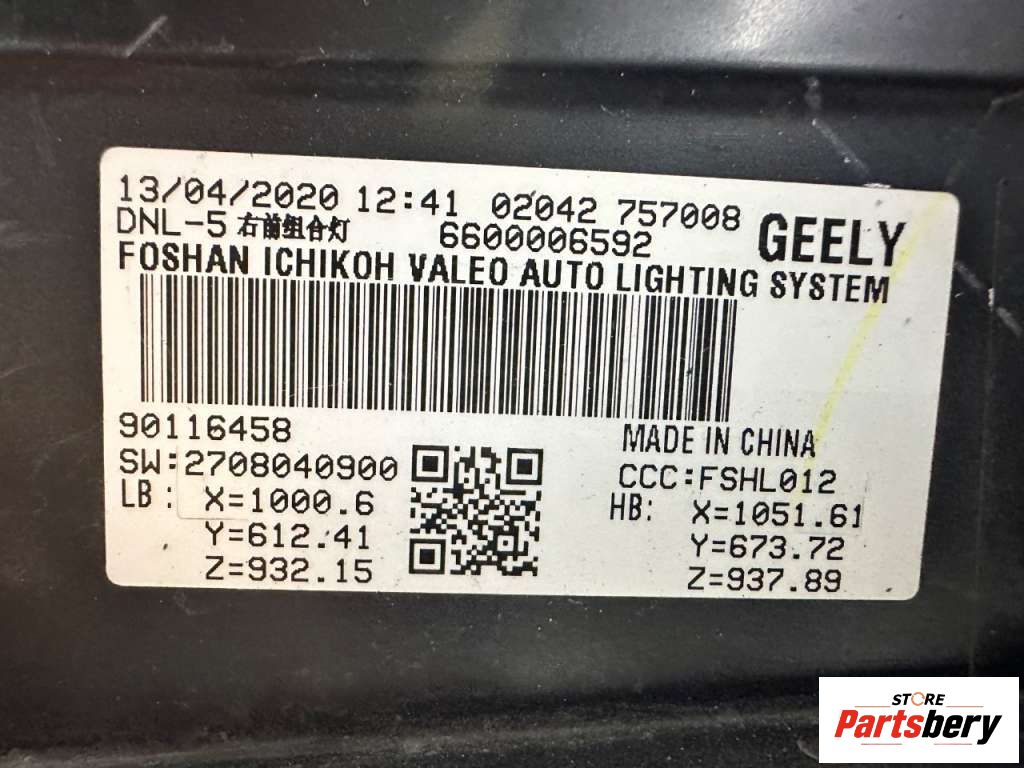 13/04/2020 12:41 02042 757008
DNL-5 右前组合灯 6600006592 GEELY
FOSHAN ICHIKOH VALEO AUTO LIGHTING SYSTEM
90116458
MADE IN CHINA
SW:2708040900
CCC:FSHL012
LB: X=1000.6
Y=612.41
Z=932.15
HB: X=1051.61
Y=673.72
Z=937.89
STORE
Partsbery